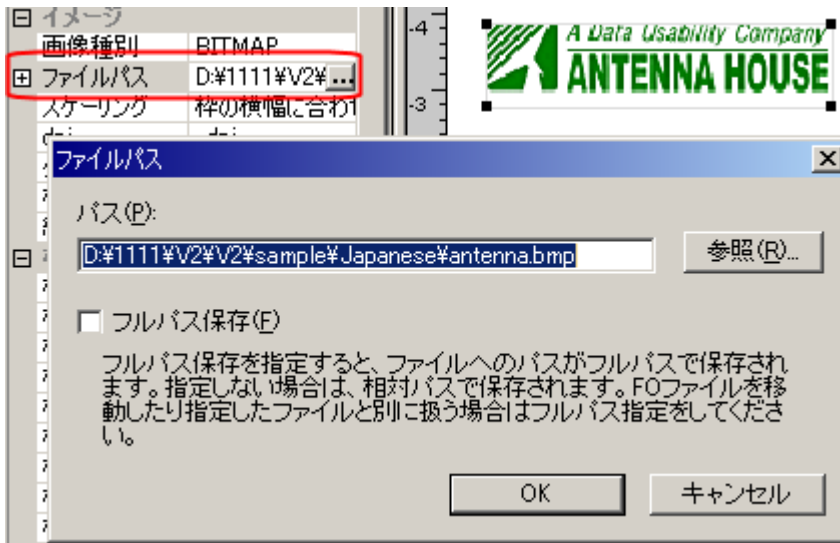 イメージ
画像種別 BITMAP
ファイルパス D:¥1111¥V2¥ ...
スケーリング 枠の横幅に合わt
-4
-3
A Data Usability Company
ANTENNA HOUSE
ファイルパス
パス(P):
D:¥1111¥V2¥V2¥sample¥Japanese¥antenna.bmp
参照(R)...
フルパス保存(F)
フルパス保存を指定すると、ファイルへのパスがフルパスで保存され
ます。指定しない場合は、相対パスで保存されます。FOファイルを移
動したり指定したファイルと別に扱う場合はフルパス指定をしてくださ
い。
OK
キャンセル